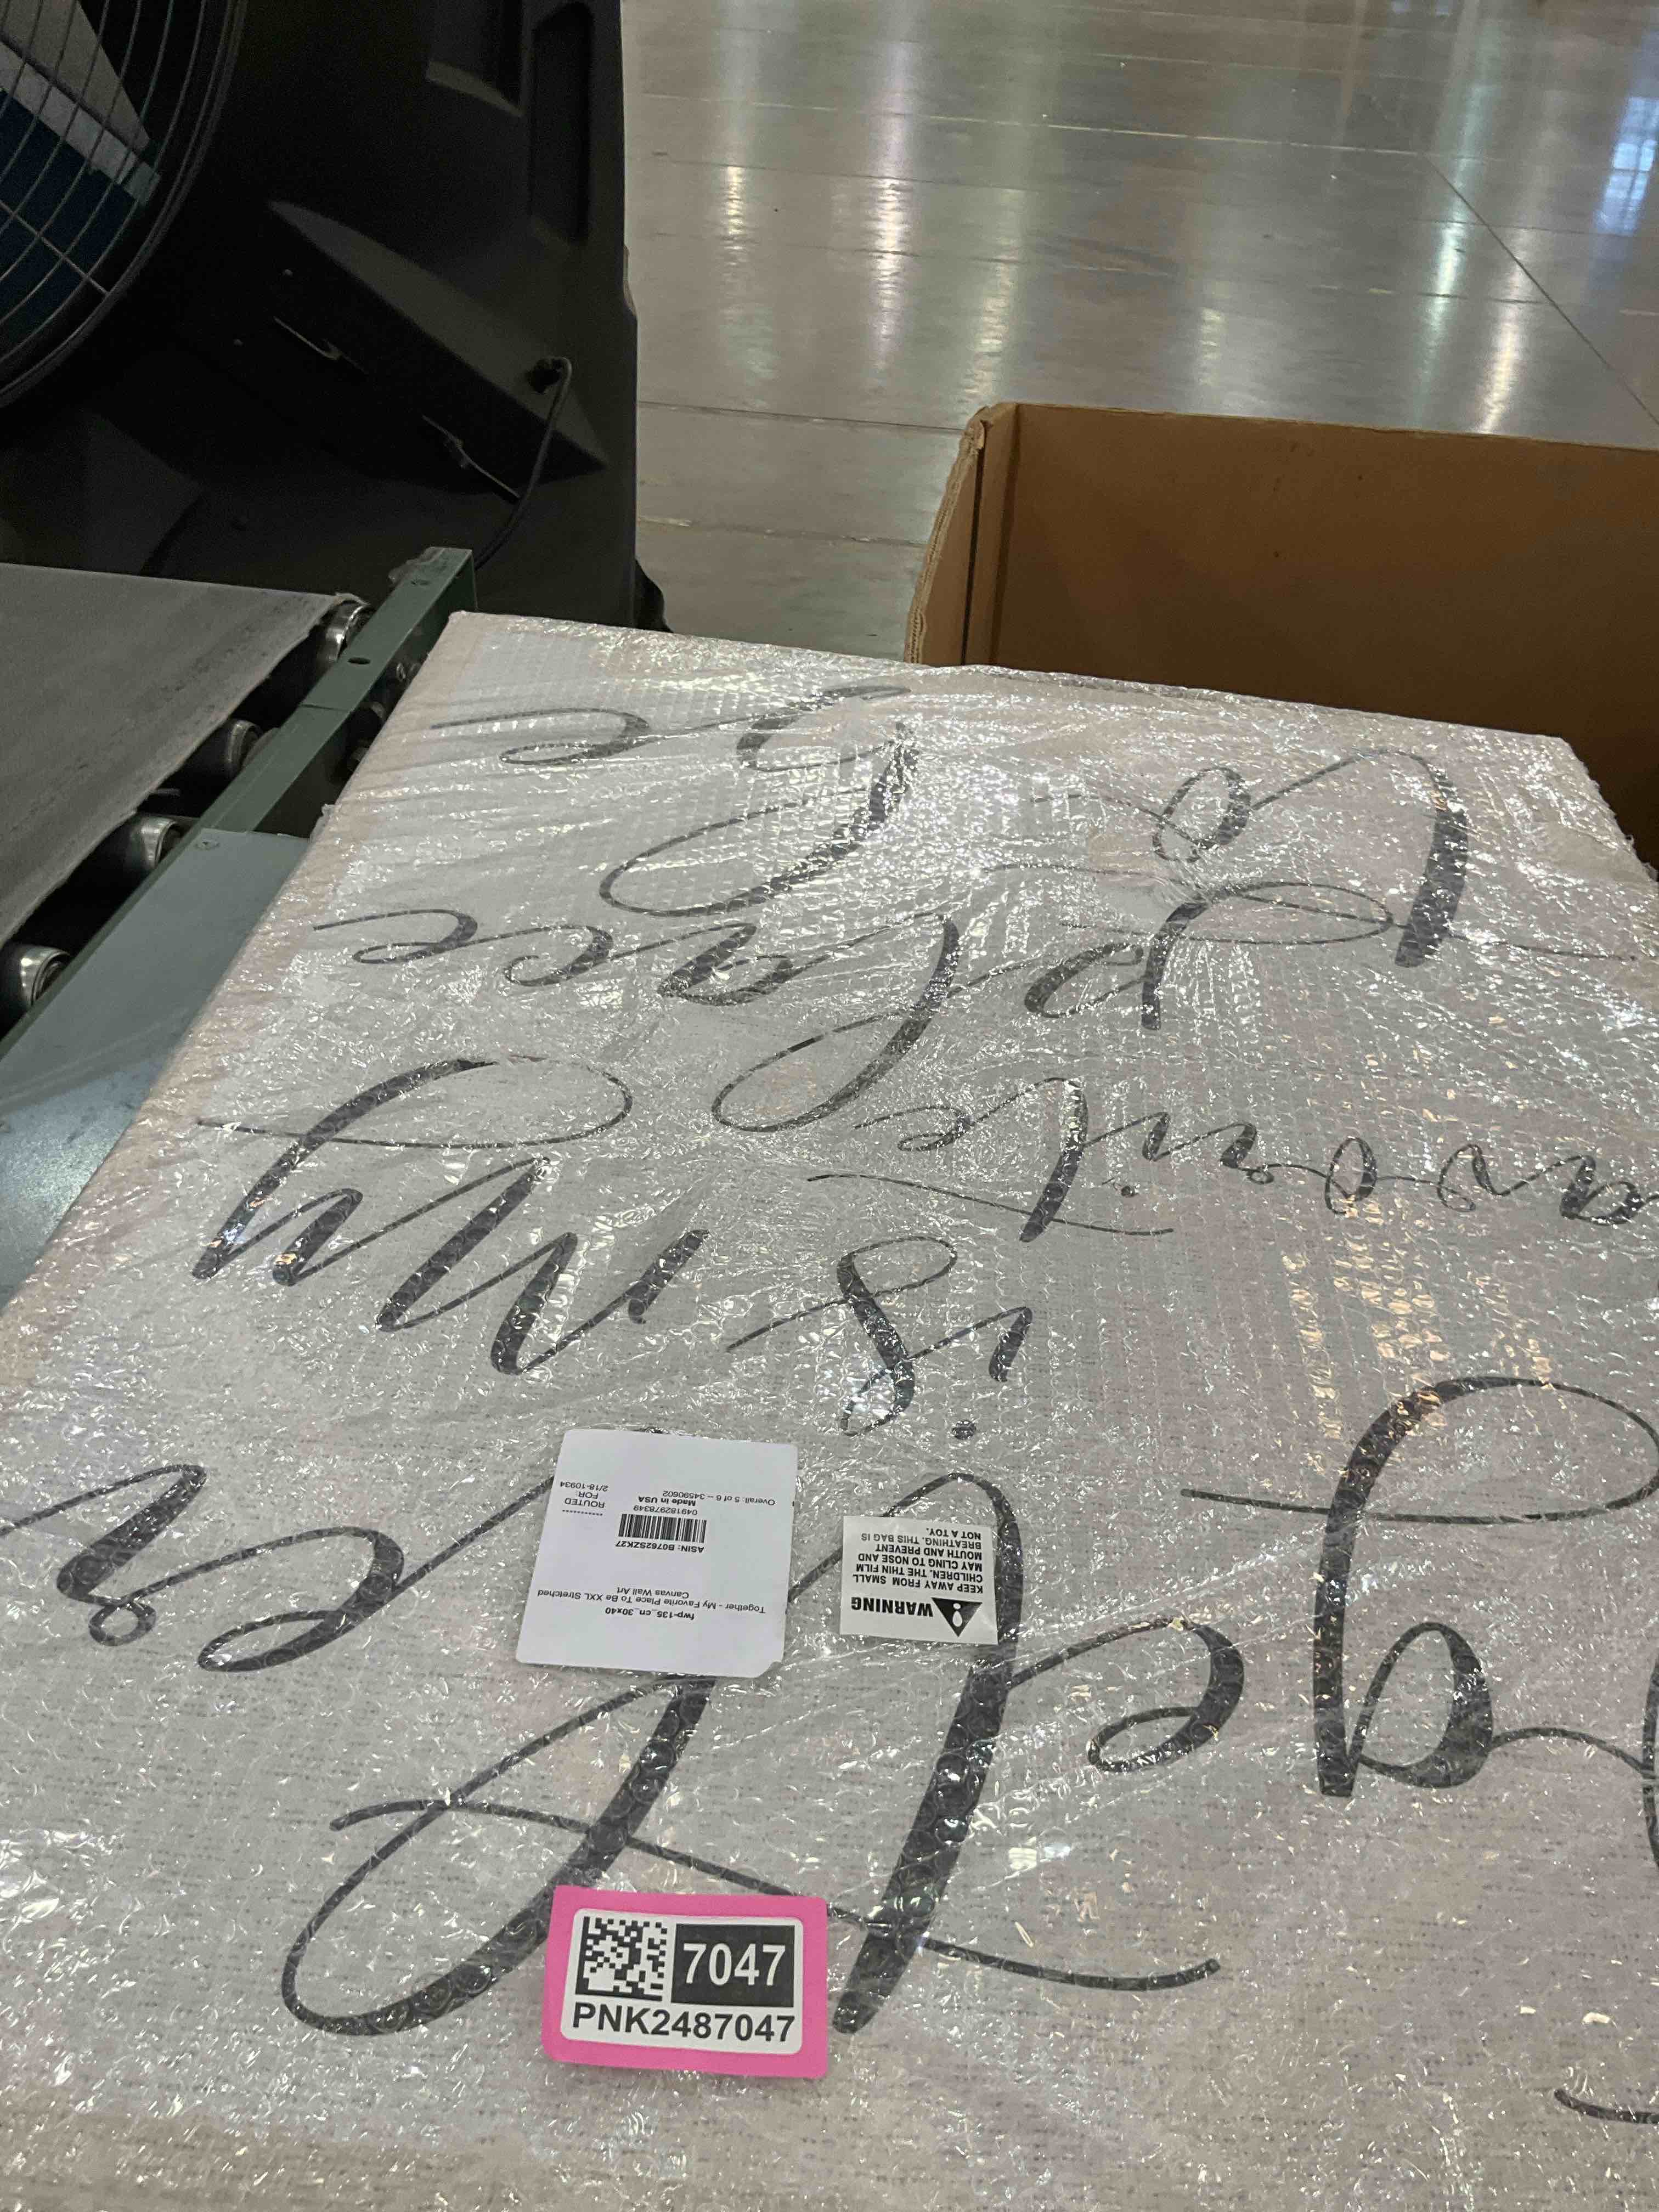 Together
is My
favorite
place
to be
fwp-135_cn_30x40
Together - My Favorite Place To Be XXL Stretched
Canvas Wall Art
ASIN: B07625SZK27
049182978349
Made in USA
Overall: 5 of 6 – 34590602
************
ROUTED
FOR:
2/18-10934
WARNING
KEEP AWAY FROM SMALL
CHILDREN. THE THIN FILM
MAY CLING TO NOSE AND
MOUTH AND PREVENT
BREATHING. THIS BAG IS
NOT A TOY.
7047
PNK2487047